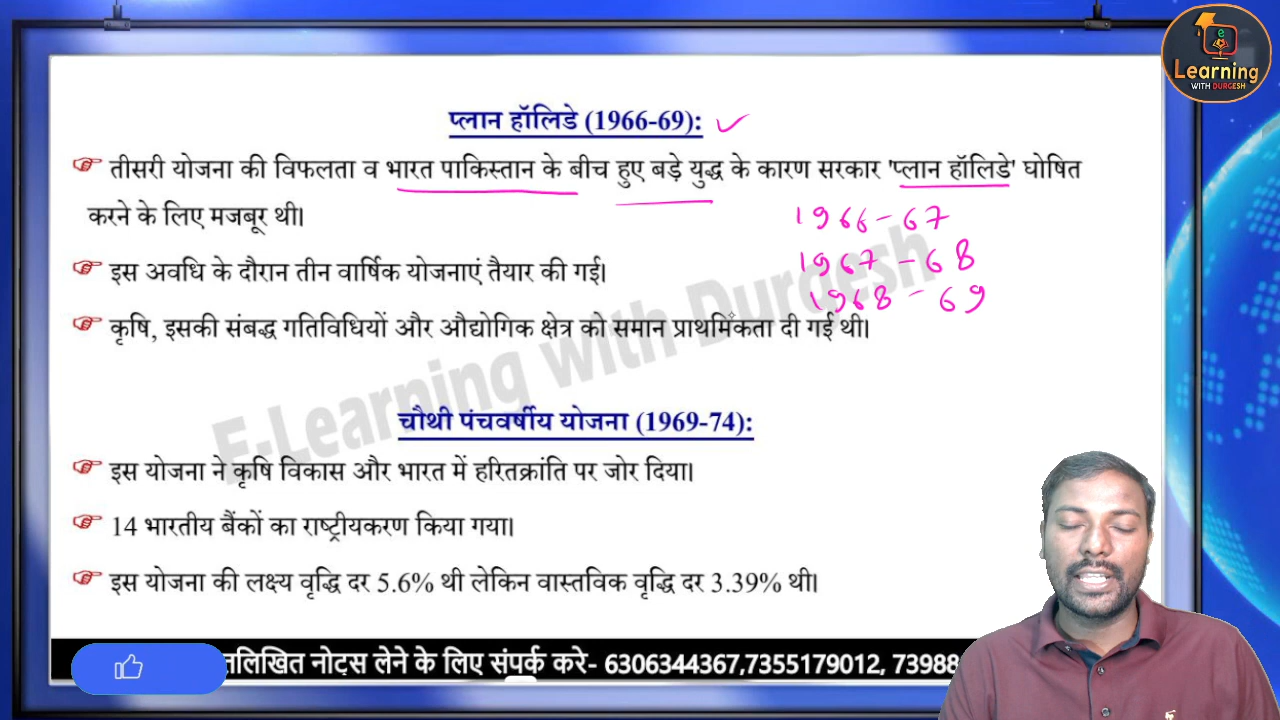 e
Learning
WITH DURGESH
प्लान हॉलिडे (1966-69):
तीसरी योजना की विफलता व भारत पाकिस्तान के बीच हुए बड़े युद्ध के कारण सरकार 'प्लान हॉलिडे' घोषित
करने के लिए मजबूर थी।
1966-67
इस अवधि के दौरान तीन वार्षिक योजनाएं तैयार की गई।
1967-68
1968-69
कृषि, इसकी संबद्ध गतिविधियों और औद्योगिक क्षेत्र को समान प्राथमिकता दी गई थी।
E-Learning with Durgesh
चौथी पंचवर्षीय योजना (1969-74):
इस योजना ने कृषि विकास और भारत में हरितक्रांति पर जोर दिया।
14 भारतीय बैंकों का राष्ट्रीयकरण किया गया।
इस योजना की लक्ष्य वृद्धि दर 5.6% थी लेकिन वास्तविक वृद्धि दर 3.39% थी।
नोट्स लेने के लिए संपर्क करे- 6306344367,7355179012, 73988